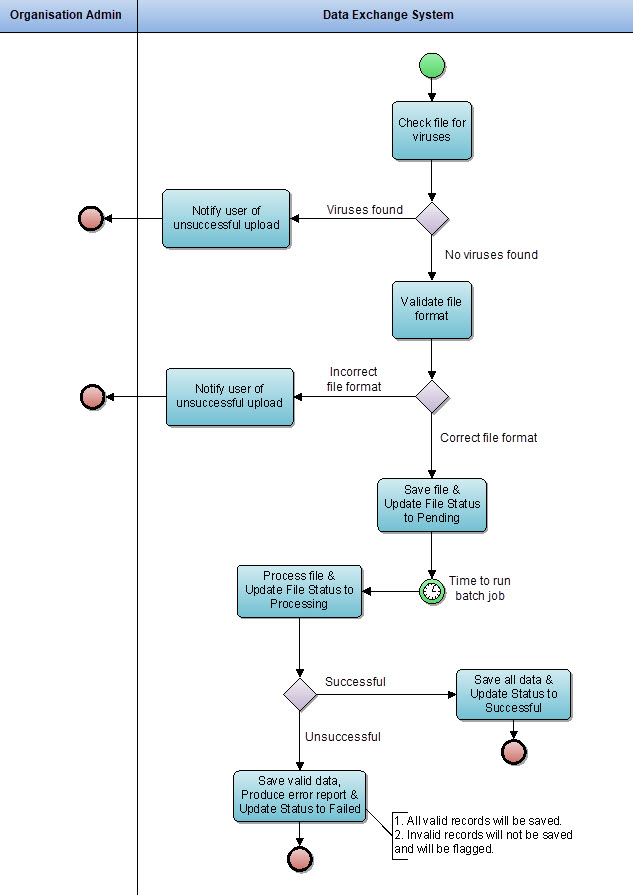 Organisation Admin
Data Exchange System
Check file for
viruses
Viruses found
Notify user of
unsuccessful upload
No viruses found
Validate file
format
Incorrect
file format
Notify user of
unsuccessful upload
Correct file format
Save file &
Update File Status
to Pending
Time to run
batch job
Process file &
Update File Status to
Processing
Successful
Save all data &
Update Status to
Successful
Unsuccessful
Save valid data,
Produce error report &
Update Status to Failed
1. All valid records will be saved.
2. Invalid records will not be saved
and will be flagged.